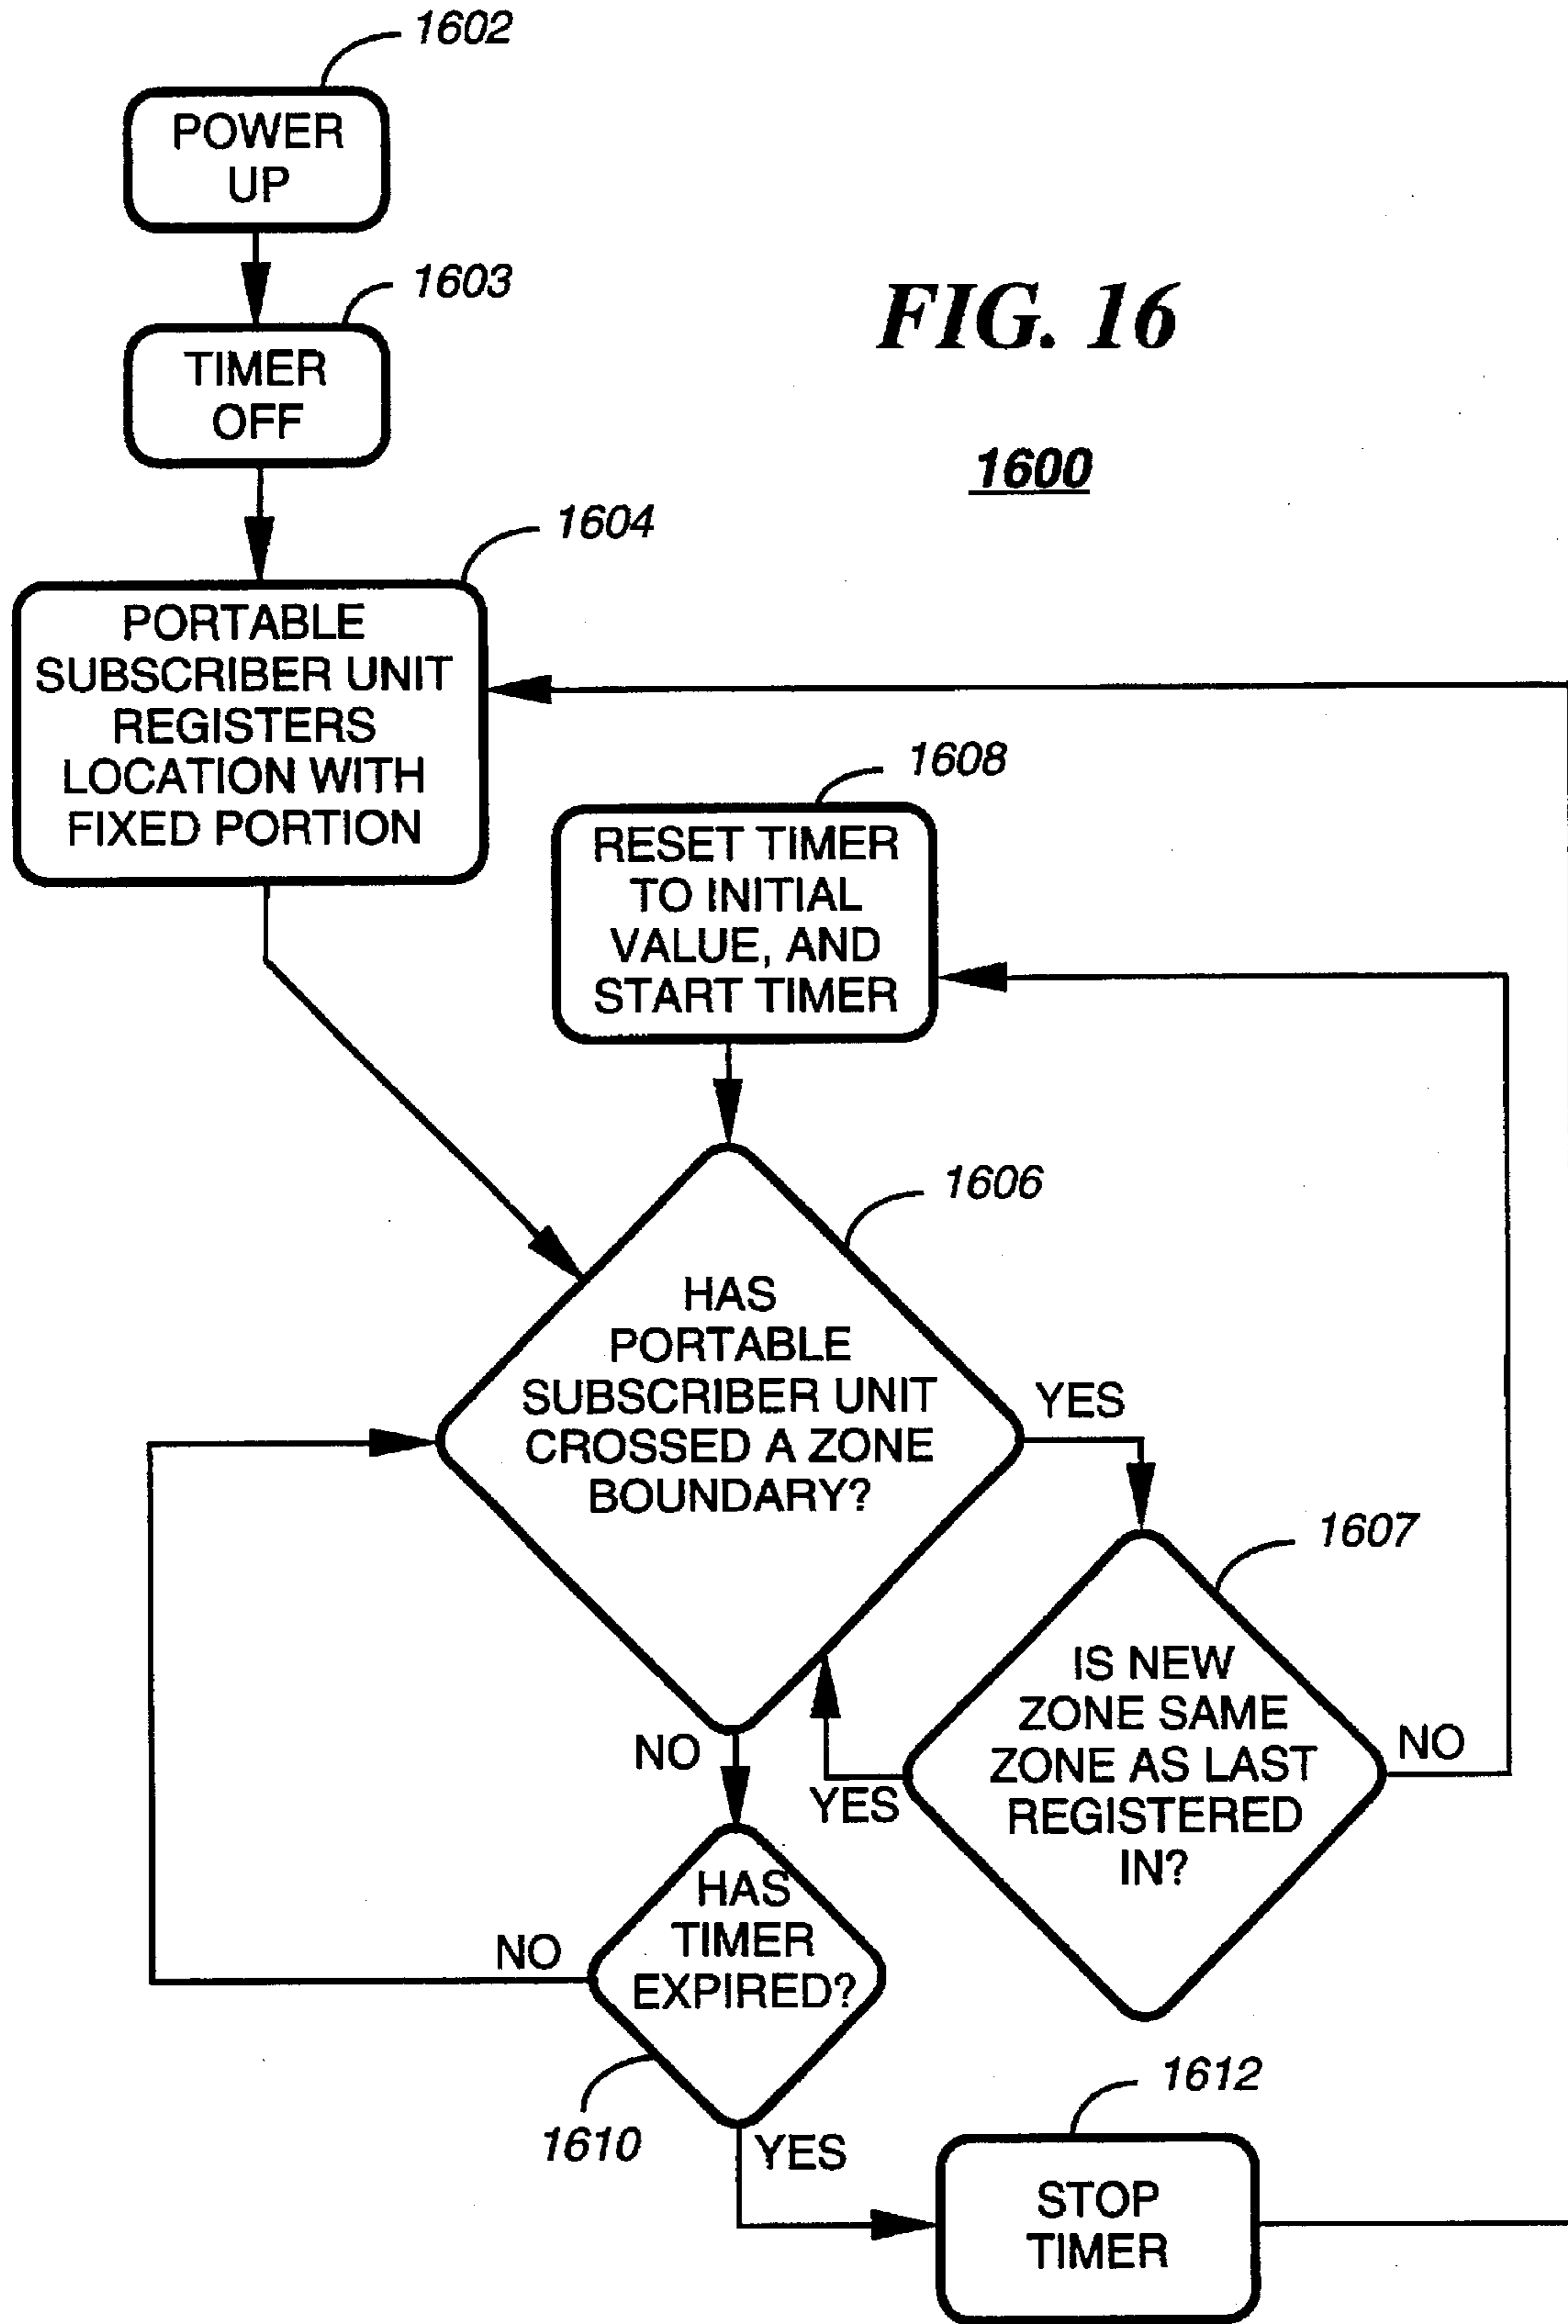 1602
POWER
UP
1603
TIMER
OFF
FIG. 16
1600
1604
PORTABLE
SUBSCRIBER UNIT
REGISTERS
LOCATION WITH
FIXED PORTION
1608
RESET TIMER
TO INITIAL
VALUE, AND
START TIMER
1606
HAS
PORTABLE
SUBSCRIBER UNIT
CROSSED A ZONE
BOUNDARY?
YES
1607
IS NEW
ZONE SAME
ZONE AS LAST
REGISTERED
IN?
NO
YES
NO
HAS
TIMER
EXPIRED?
NO
1610
YES
1612
STOP
TIMER